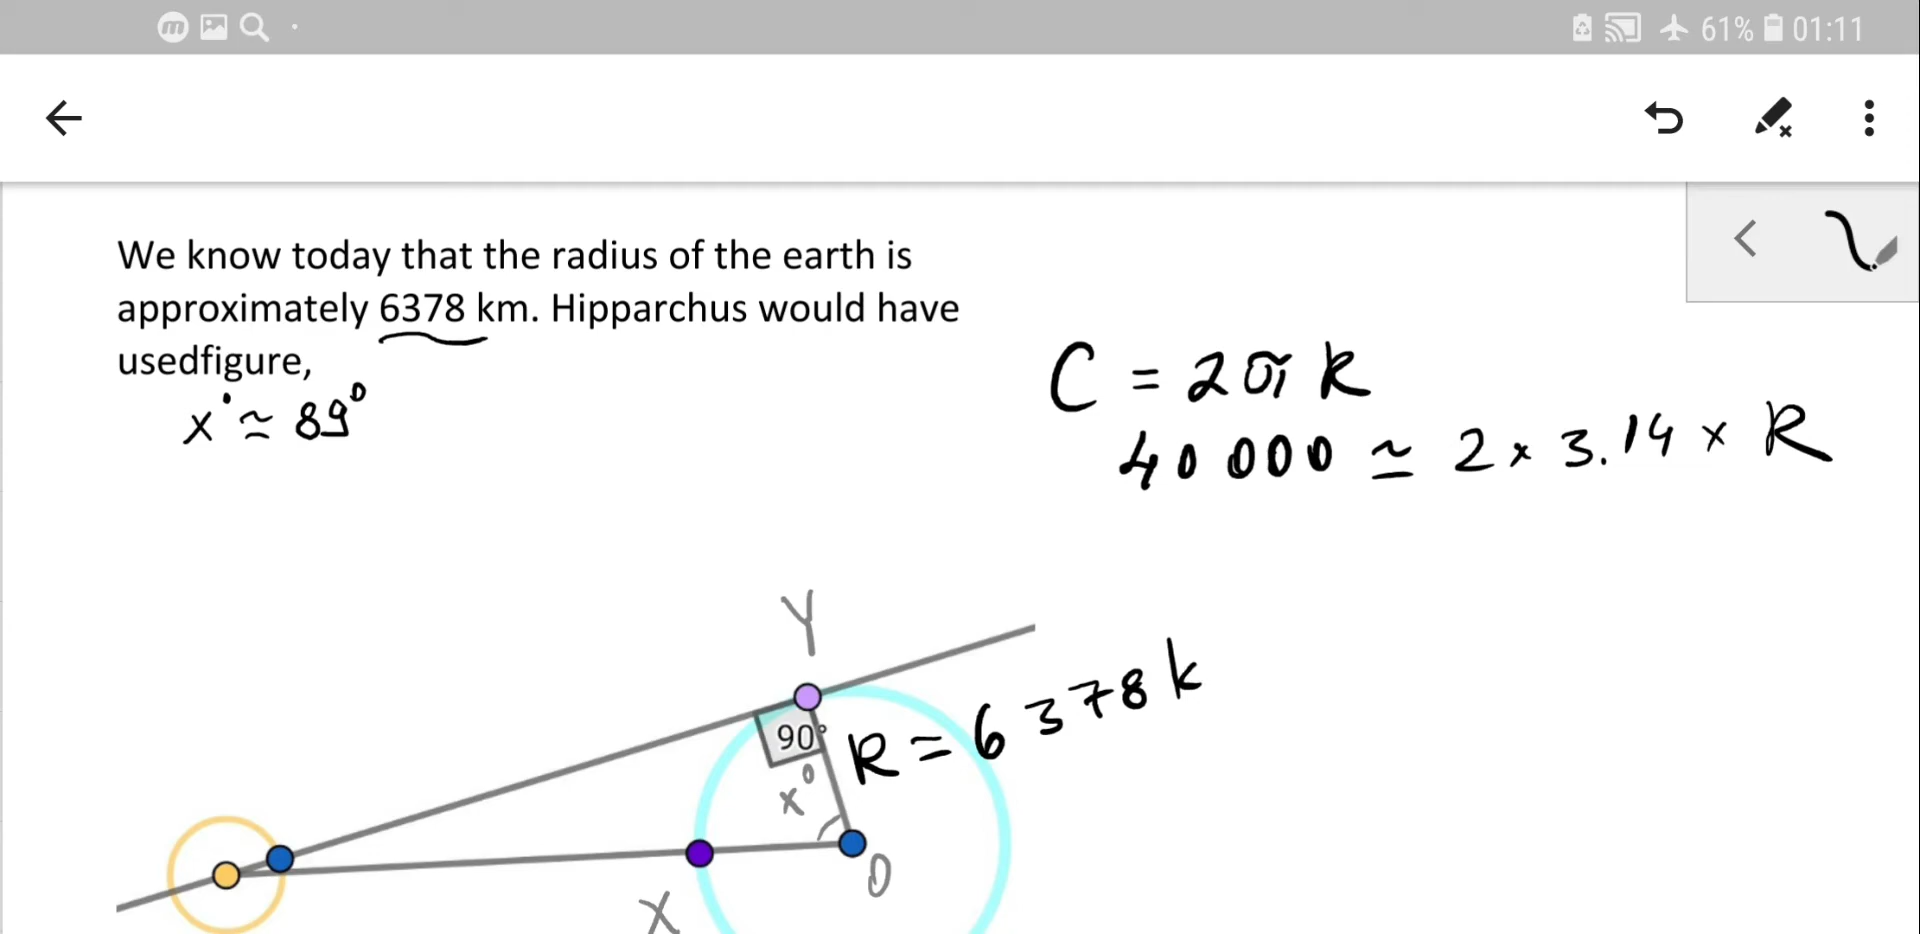 61% 01:11
We know today that the radius of the earth is
approximately 6378 km. Hipparchus would have
usedfigure,
x° ≃ 89°
C = 2πR
40 000 ≃ 2 × 3.14 × R
Y
90°
R = 6378 k
x°
O
X